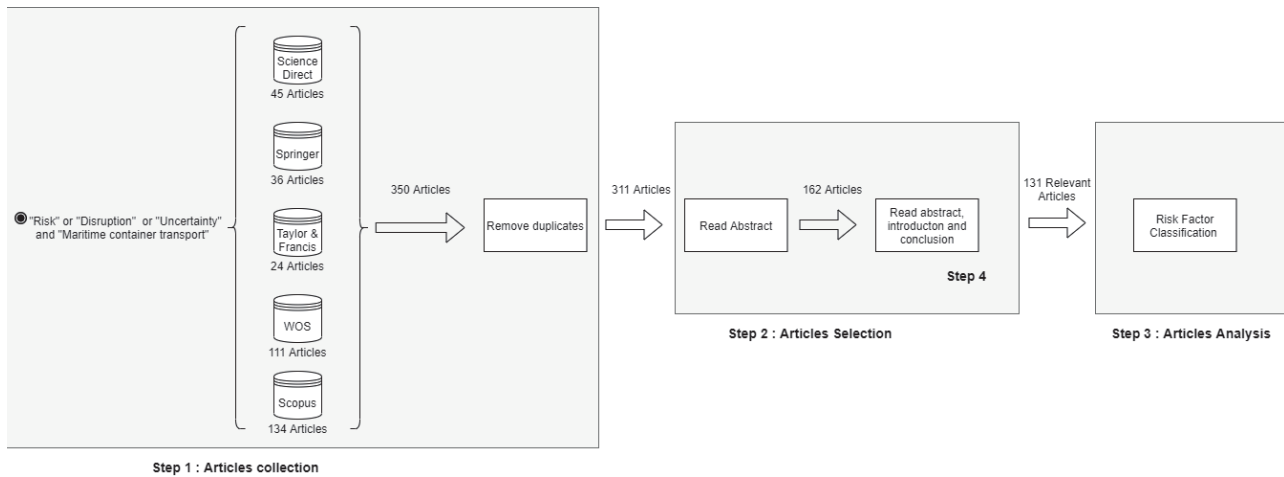 Science
Direct
45 Articles
Springer
36 Articles
"Risk" or "Disruption" or "Uncertainty"
and "Maritime container transport"
Taylor &
Francis
24 Articles
WOS
111 Articles
Scopus
134 Articles
350 Articles
Remove duplicates
Step 1 : Articles collection
311 Articles
Read Abstract
162 Articles
Read abstract,
introducton and
conclusion
Step 4
Step 2 : Articles Selection
131 Relevant
Articles
Risk Factor
Classification
Step 3 : Articles Analysis